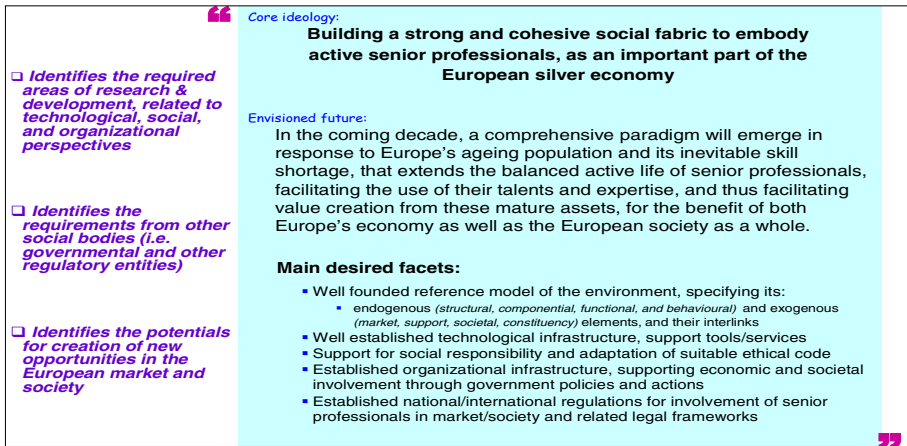 ❝
❑ Identifies the required
areas of research &
development, related to
technological, social,
and organizational
perspectives
❑ Identifies the
requirements from other
social bodies (i.e.
governmental and other
regulatory entities)
❑ Identifies the potentials
for creation of new
opportunities in the
European market and
society
Core ideology:
Building a strong and cohesive social fabric to embody
active senior professionals, as an important part of the
European silver economy
Envisioned future:
In the coming decade, a comprehensive paradigm will emerge in
response to Europe's ageing population and its inevitable skill
shortage, that extends the balanced active life of senior professionals,
facilitating the use of their talents and expertise, and thus facilitating
value creation from these mature assets, for the benefit of both
Europe's economy as well as the European society as a whole.
Main desired facets:
▪ Well founded reference model of the environment, specifying its:
▪ endogenous (structural, componential, functional, and behavioural) and exogenous
(market, support, societal, constituency) elements, and their interlinks
▪ Well established technological infrastructure, support tools/services
▪ Support for social responsibility and adaptation of suitable ethical code
▪ Established organizational infrastructure, supporting economic and societal
involvement through government policies and actions
▪ Established national/international regulations for involvement of senior
professionals in market/society and related legal frameworks
❞